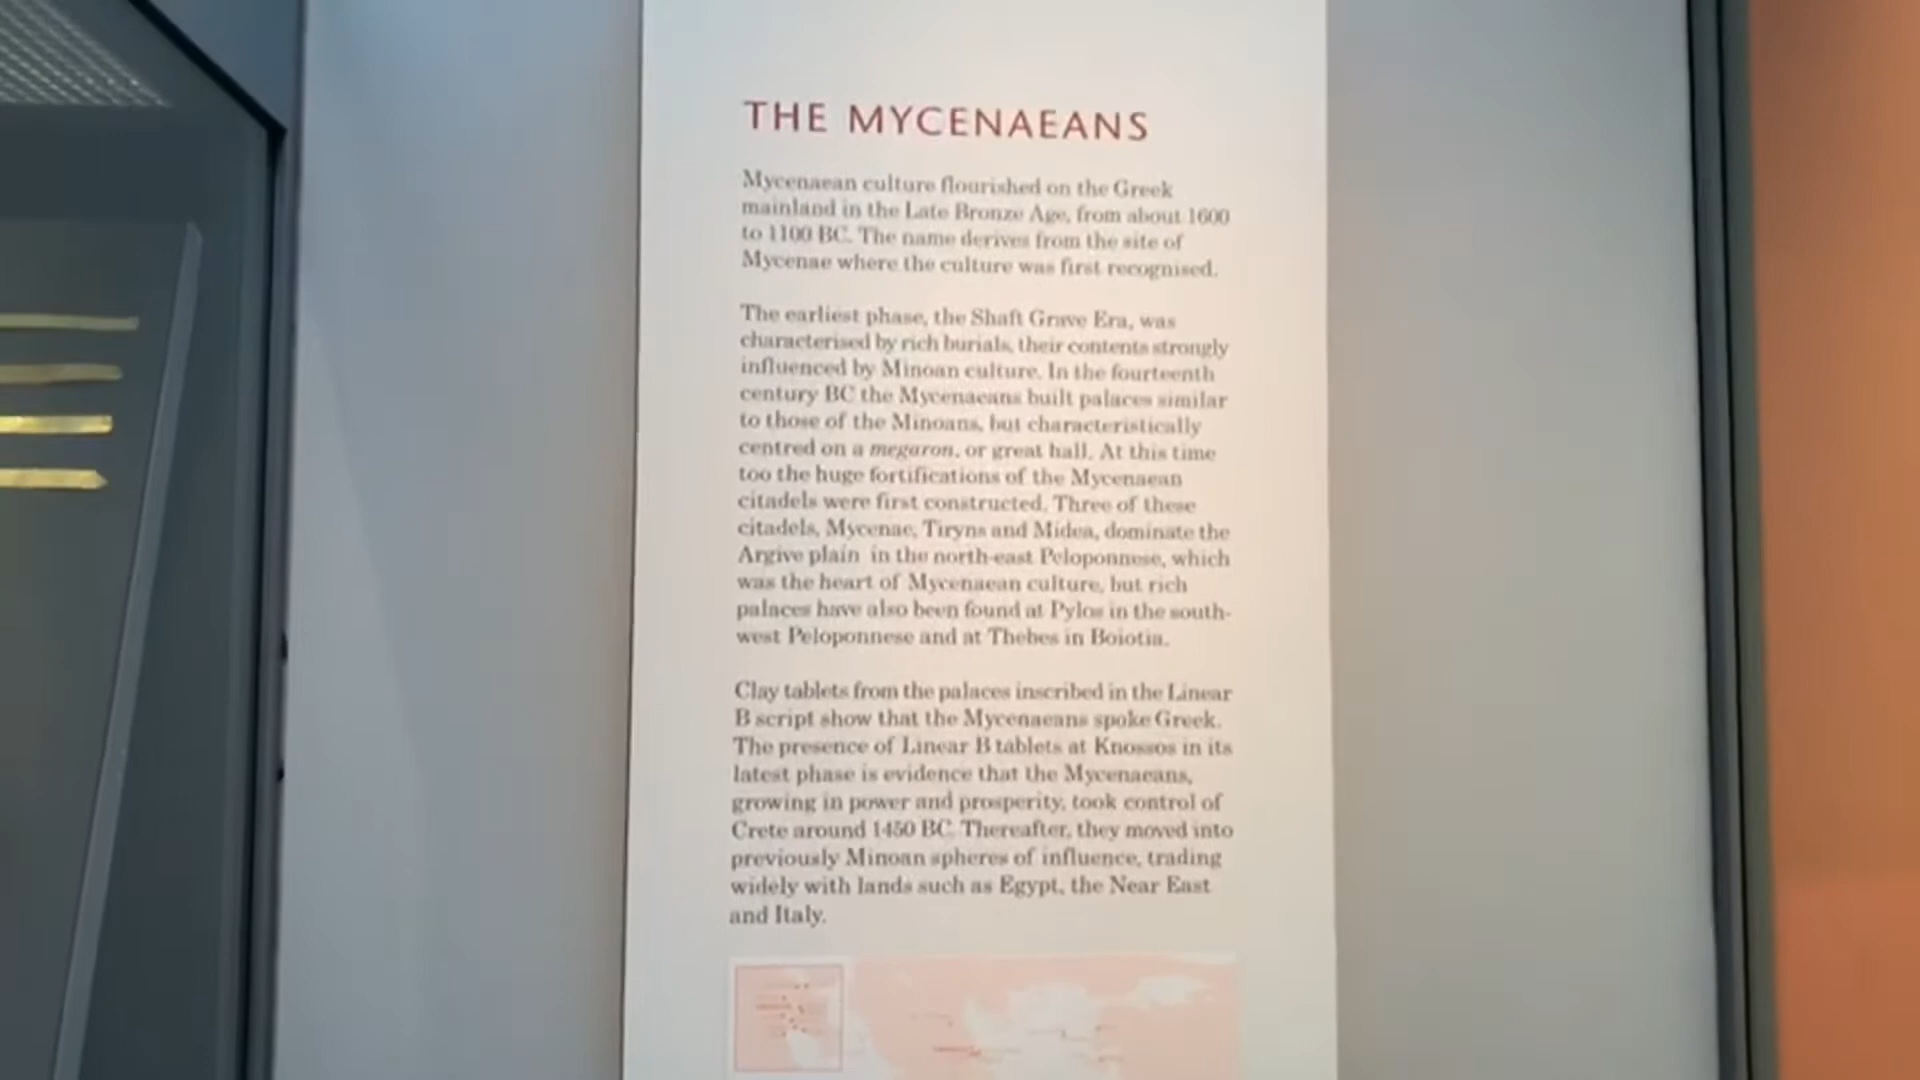 THE MYCENAEANS
Mycenaean culture flourished on the Greek
mainland in the Late Bronze Age, from about 1600
to 1100 BC. The name derives from the site of
Mycenae where the culture was first recognised.
The earliest phase, the Shaft Grave Era, was
characterised by rich burials, their contents strongly
influenced by Minoan culture. In the fourteenth
century BC the Mycenaeans built palaces similar
to those of the Minoans, but characteristically
centred on a megaron, or great hall. At this time
too the huge fortifications of the Mycenaean
citadels were first constructed. Three of these
citadels, Mycenae, Tiryns and Midea, dominate the
Argive plain in the north-east Peloponnese, which
was the heart of Mycenaean culture, but rich
palaces have also been found at Pylos in the south-
west Peloponnese and at Thebes in Boiotia.
Clay tablets from the palaces inscribed in the Linear
B script show that the Mycenaeans spoke Greek.
The presence of Linear B tablets at Knossos in its
latest phase is evidence that the Mycenaeans,
growing in power and prosperity, took control of
Crete around 1450 BC. Thereafter, they moved into
previously Minoan spheres of influence, trading
widely with lands such as Egypt, the Near East
and Italy.